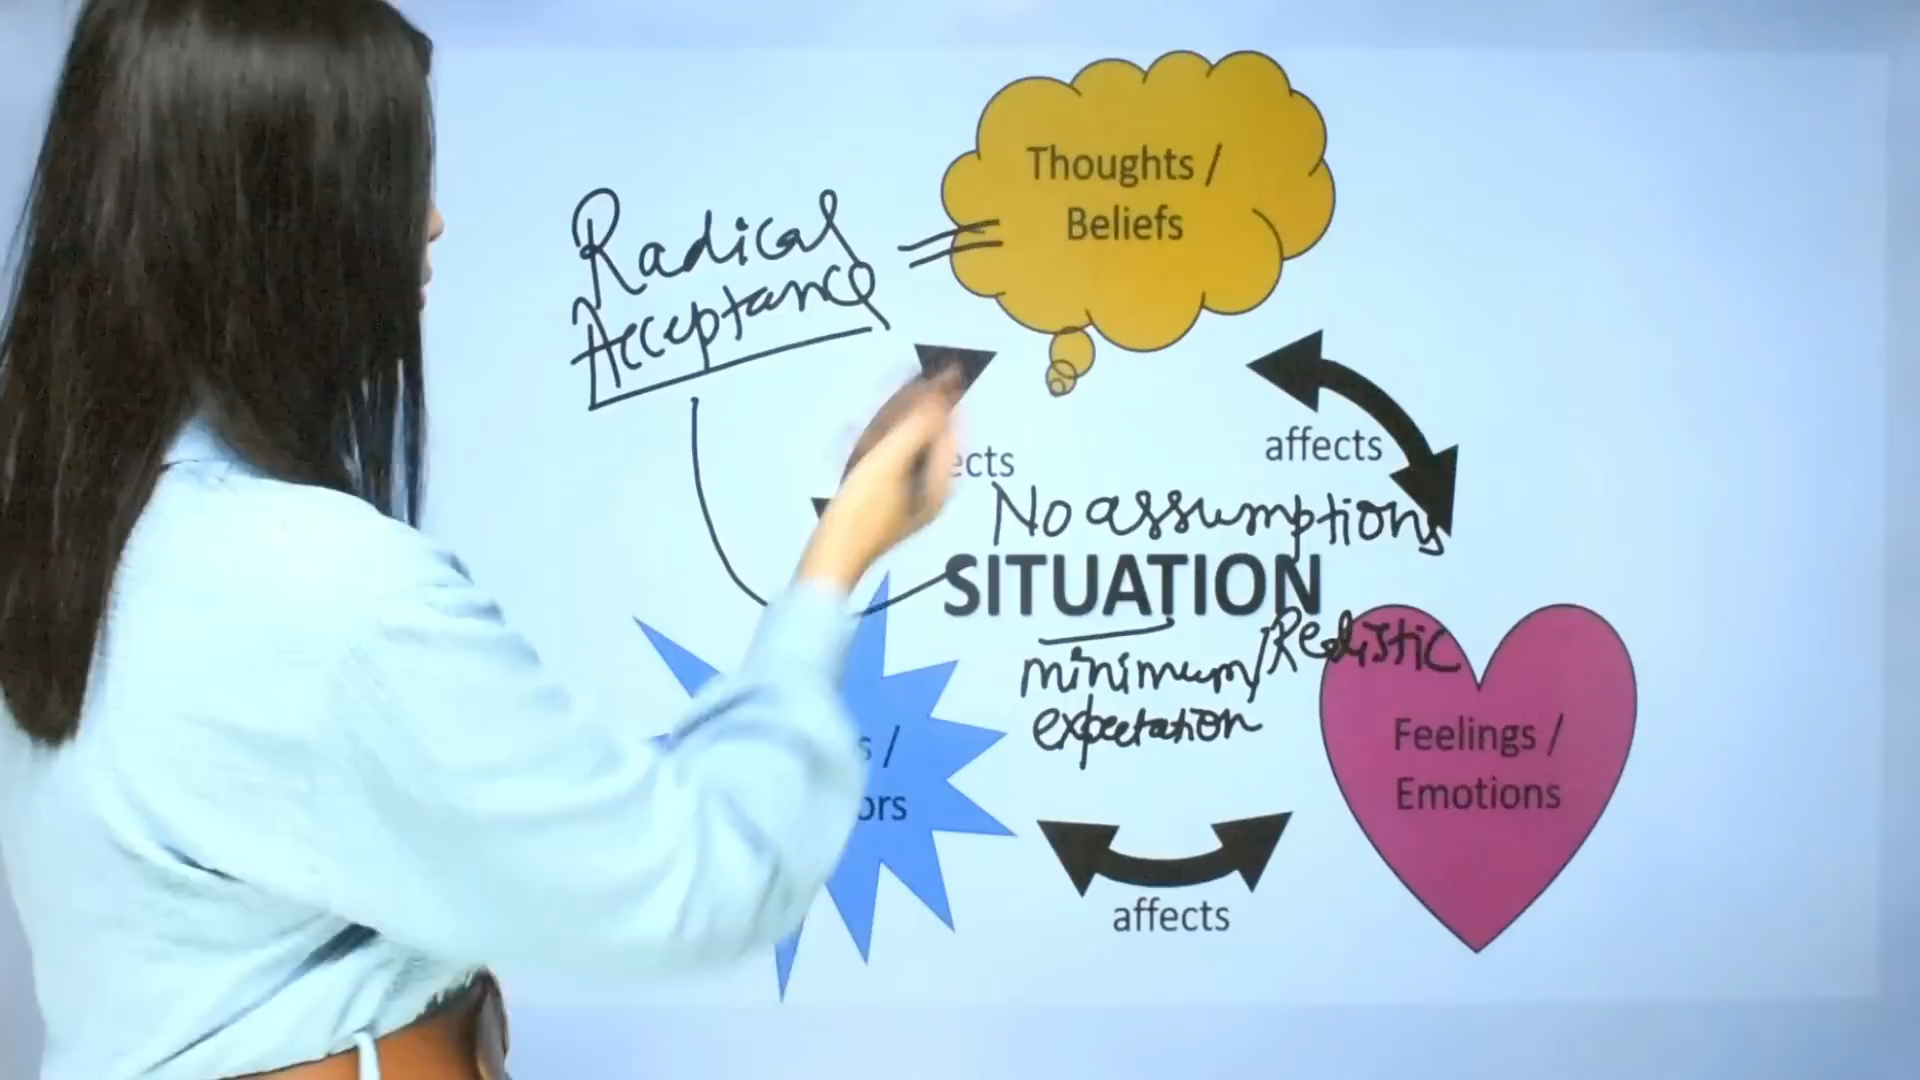 Thoughts /
Beliefs
Radical
Acceptance
affects
ects
No assumptions
SITUATION
minimum/Realistic
expectation
s /
ors
Feelings /
Emotions
affects